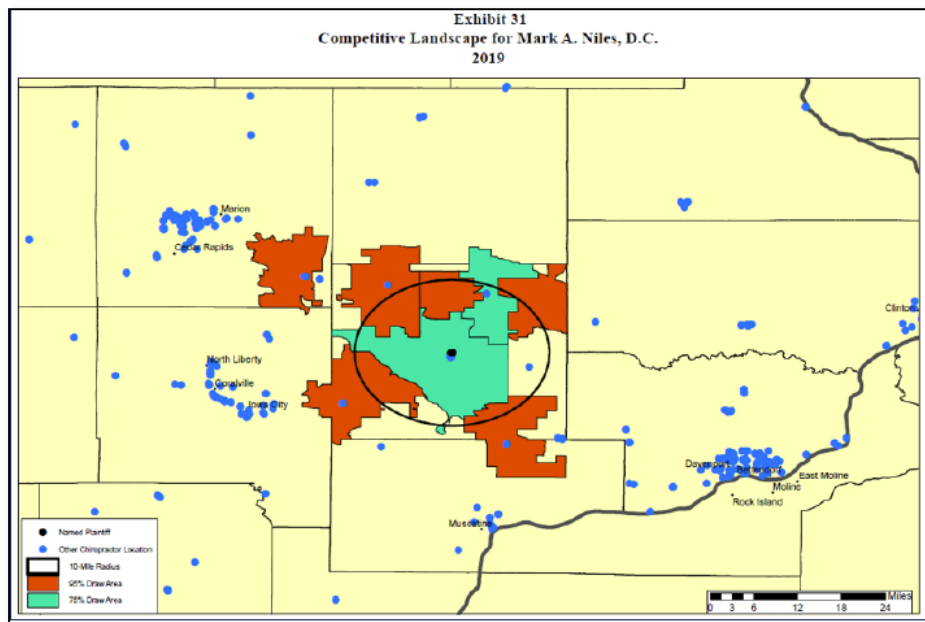 Exhibit 31
Competitive Landscape for Mark A. Niles, D.C.
2019
Marion
Cedar Rapids
Clinton
North Liberty
Coralville
Iowa City
Davenport
Bettendorf
East Moline
Moline
Rock Island
Muscatine
Named Plaintiff
Other Chiropractor Location
10-Mile Radius
95% Draw Area
75% Draw Area
Miles
0 3 6 12 18 24